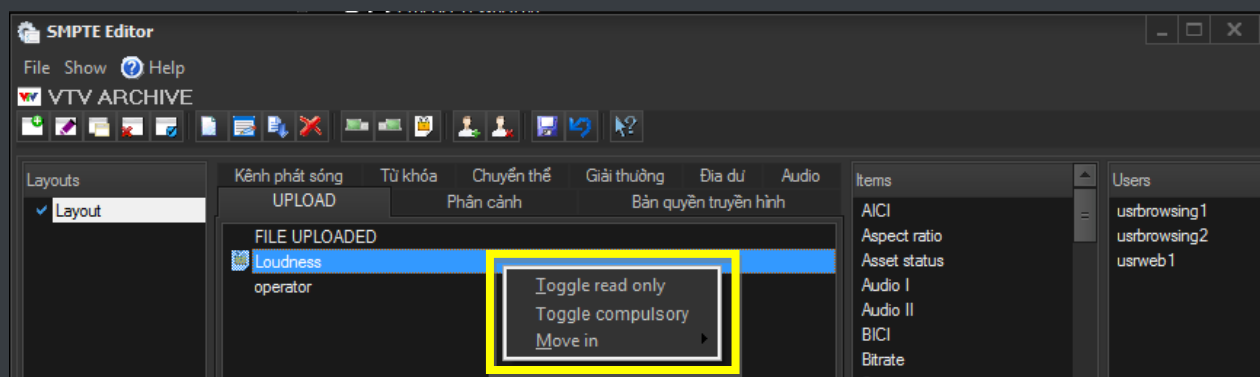 SMPTE Editor
File Show Help
VTV ARCHIVE
Layouts
Layout
Kênh phát sóng Từ khóa Chuyển thể Giải thưởng Địa dư Audio
UPLOAD Phân cảnh Bản quyền truyền hình
FILE UPLOADED
Loudness
operator
Toggle read only
Toggle compulsory
Move in
Items
AICI
Aspect ratio
Asset status
Audio I
Audio II
BICI
Bitrate
Users
usrbrowsing1
usrbrowsing2
usrweb1